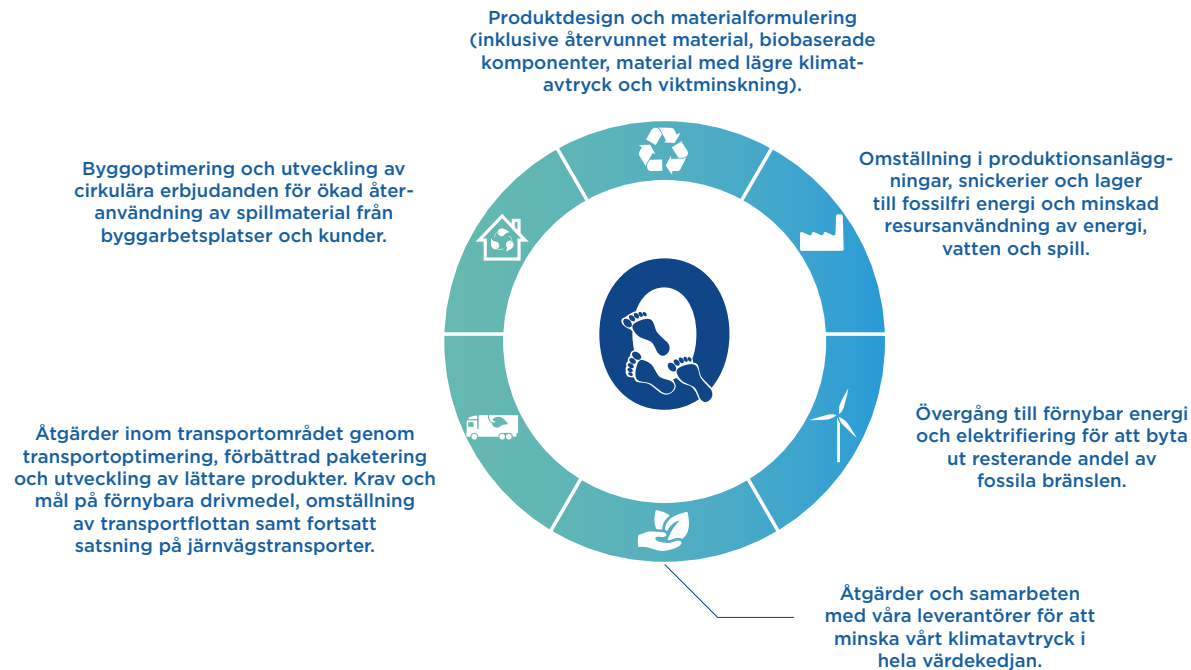 Produktdesign och materialformulering
(inklusive återvunnet material, biobaserade
komponenter, material med lägre klimat-
avtryck och viktminskning).
Omställning i produktionsanlägg-
ningar, snickerier och lager
till fossilfri energi och minskad
resursanvändning av energi,
vatten och spill.
Övergång till förnybar energi
och elektrifiering för att byta
ut resterande andel av
fossila bränslen.
Åtgärder och samarbeten
med våra leverantörer för att
minska vårt klimatavtryck i
hela värdekedjan.
Åtgärder inom transportområdet genom
transportoptimering, förbättrad paketering
och utveckling av lättare produkter. Krav och
mål på förnybara drivmedel, omställning
av transportflottan samt fortsatt
satsning på järnvägstransporter.
Byggoptimering och utveckling av
cirkulära erbjudanden för ökad åter-
användning av spillmaterial från
byggarbetsplatser och kunder.